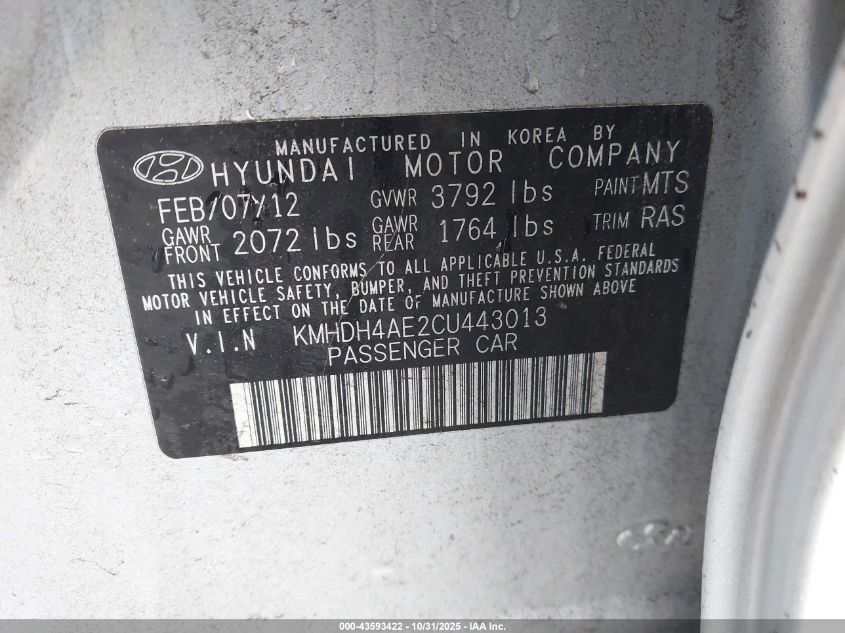 MANUFACTURED IN KOREA BY
HYUNDAI MOTOR COMPANY
FEB/07/12 GVWR 3792 lbs PAINT MTS
GAWR FRONT 2072 lbs GAWR REAR 1764 lbs TRIM RAS
THIS VEHICLE CONFORMS TO ALL APPLICABLE U.S.A. FEDERAL
MOTOR VEHICLE SAFETY, BUMPER, AND THEFT PREVENTION STANDARDS
IN EFFECT ON THE DATE OF MANUFACTURE SHOWN ABOVE
V.I.N KMHDH4AE2CU443013
PASSENGER CAR
000-43593422 - 10/31/2025 - IAA Inc.